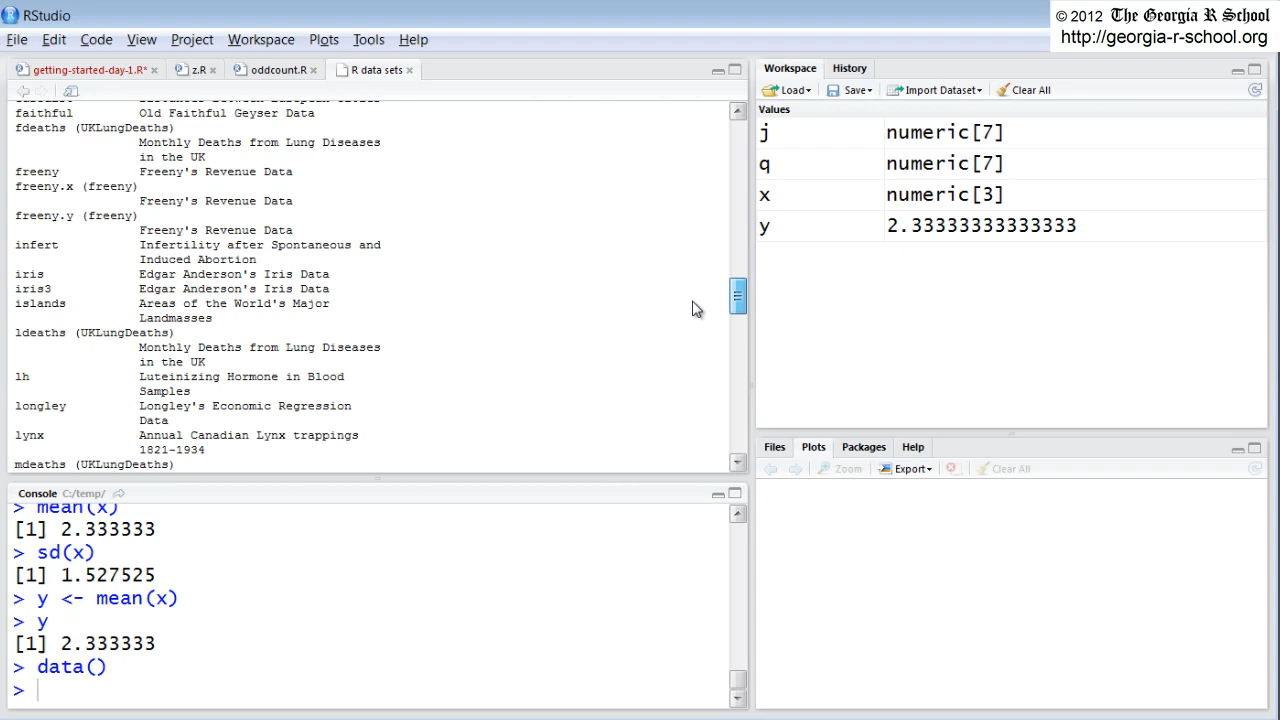 RStudio
© 2012 The Georgia R School
http://georgia-r-school.org
File Edit Code View Project Workspace Plots Tools Help
getting-started-day-1.R* z.R oddcount.R R data sets
faithful Old Faithful Geyser Data
fdeaths (UKLungDeaths)
Monthly Deaths from Lung Diseases
in the UK
freeny Freeny's Revenue Data
freeny.x (freeny)
Freeny's Revenue Data
freeny.y (freeny)
Freeny's Revenue Data
infert Infertility after Spontaneous and
Induced Abortion
iris Edgar Anderson's Iris Data
iris3 Edgar Anderson's Iris Data
islands Areas of the World's Major
Landmasses
ldeaths (UKLungDeaths)
Monthly Deaths from Lung Diseases
in the UK
lh Luteinizing Hormone in Blood
Samples
longley Longley's Economic Regression
Data
lynx Annual Canadian Lynx trappings
1821-1934
mdeaths (UKLungDeaths)
Console C:/temp/
> mean(x)
[1] 2.333333
> sd(x)
[1] 1.527525
> y <- mean(x)
> y
[1] 2.333333
> data()
>
Workspace History
Load Save Import Dataset Clear All
Values
j numeric[7]
q numeric[7]
x numeric[3]
y 2.33333333333333
Files Plots Packages Help
Zoom Export Clear All